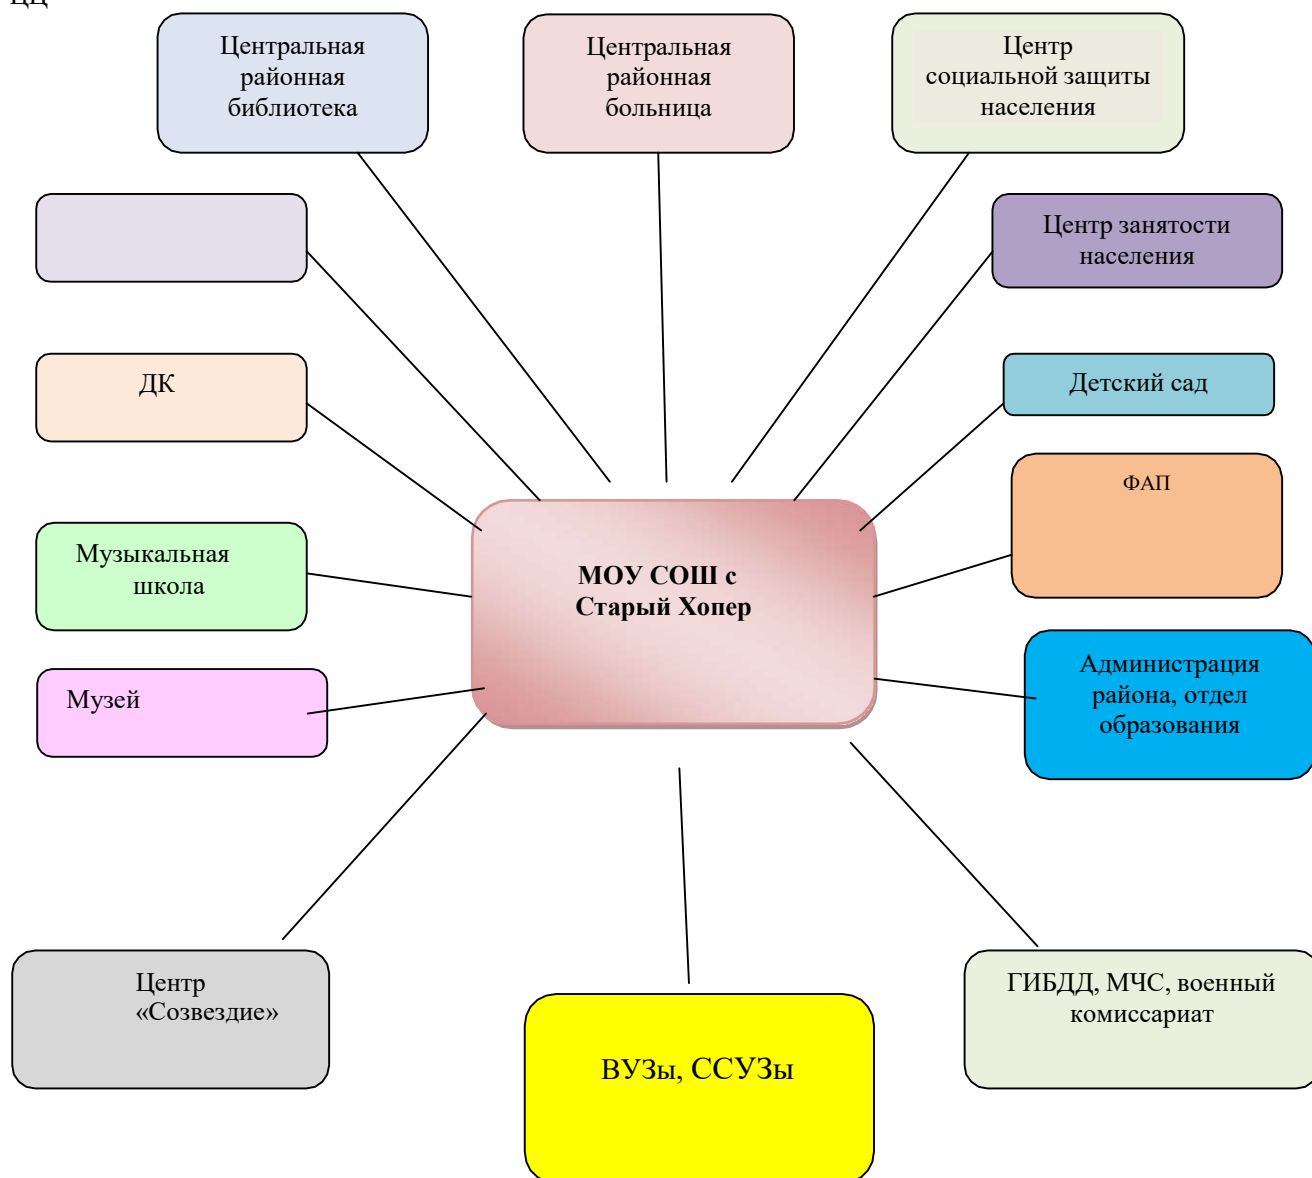 Центральная
районная
библиотека
Центральная
районная
больница
Центр
социальной защиты
населения
Центр занятости
населения
ДК
Детский сад
ФАП
Музыкальная
школа
МОУ СОШ с
Старый Хопер
Музей
Администрация
района, отдел
образования
Центр
«Созвездие»
ВУЗы, ССУЗы
ГИБДД, МЧС, военный
комиссариат